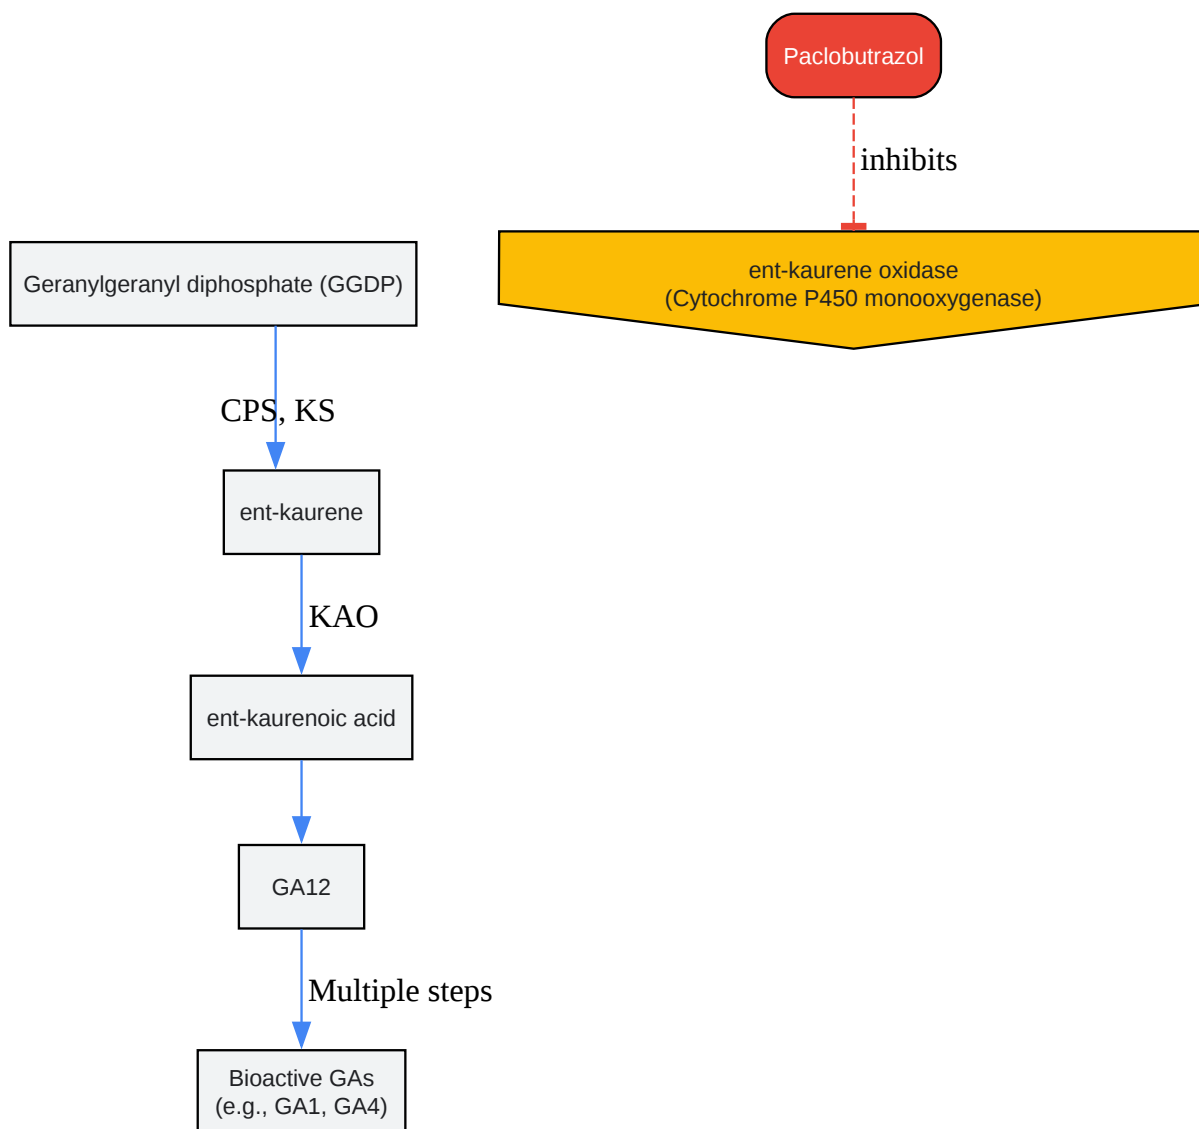 Paclobutrazol
inhibits
ent-kaurene oxidase
(Cytochrome P450 monooxygenase)
Geranylgeranyl diphosphate (GGDP)
CPS, KS
ent-kaurene
KAO
ent-kaurenoic acid
GA12
Multiple steps
Bioactive GAs
(e.g., GA1, GA4)